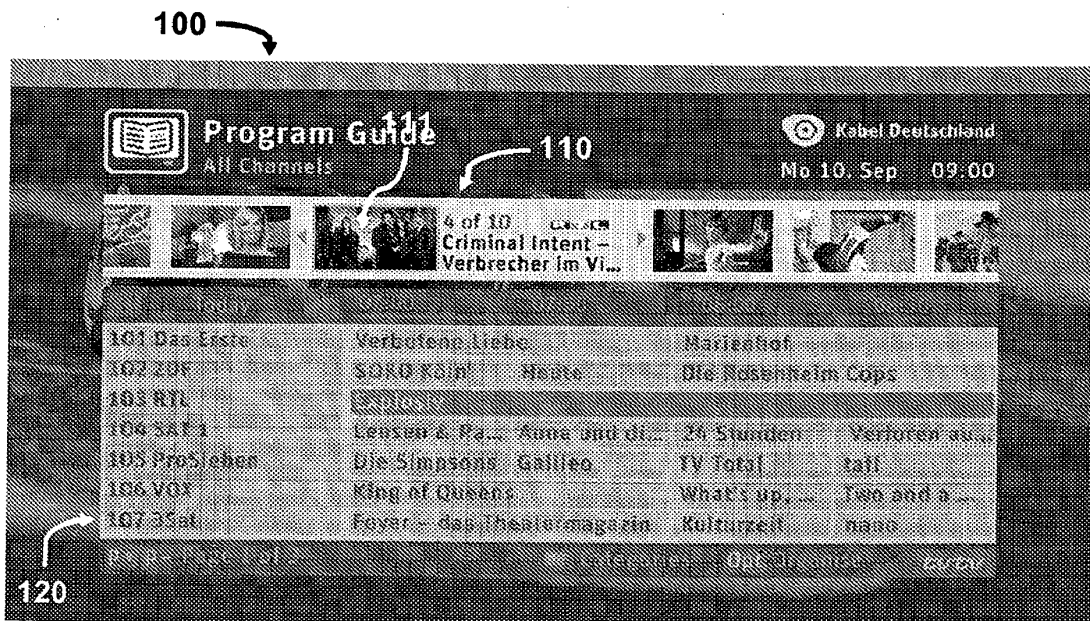 100
Program Guide
All Channels
111
110
Kabel Deutschland
Mo 10. Sep 09:00
4 of 10
Criminal Intent –
Verbrecher im Vi...
101 Das Erste Verbotene Liebe Marienhof
102 ZDF SOKO Köln Heute Die Rosenheim Cops
103 RTL
104 SAT 1 Lenßen & Pa... Anne und di... 24 Stunden Verloren au...
105 ProSieben Die Simpsons Galileo TV Total taff
106 VOX King of Queens What's up, ... Two and a ...
107 3Sat Foyer – das Theatermagazin Kulturzeit nano
120